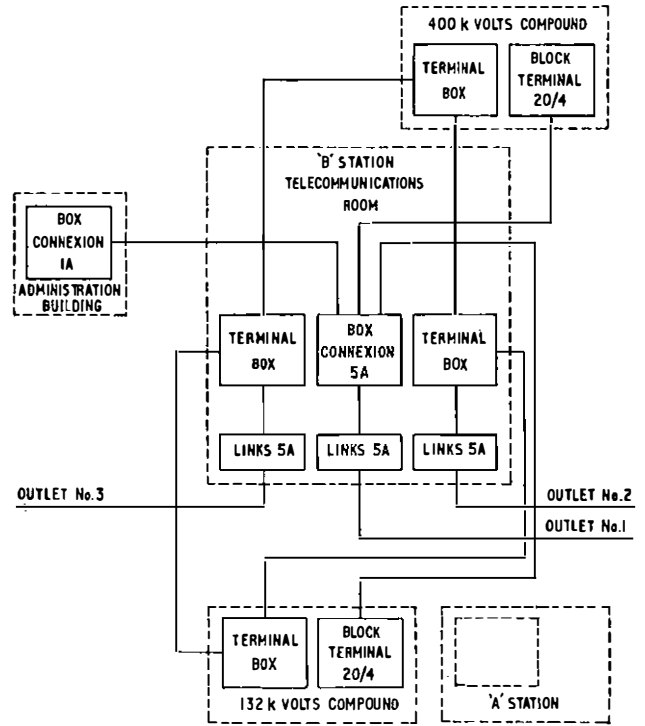 400 k VOLTS COMPOUND
TERMINAL
BOX
BLOCK
TERMINAL
20/4
'B' STATION
TELECOMMUNICATIONS
ROOM
BOX
CONNEXION
1A
ADMINISTRATION
BUILDING
TERMINAL
BOX
BOX
CONNEXION
5A
TERMINAL
BOX
LINKS 5A
LINKS 5A
LINKS 5A
OUTLET No.3
OUTLET No.2
OUTLET No.1
TERMINAL
BOX
BLOCK
TERMINAL
20/4
132 k VOLTS COMPOUND
'A' STATION